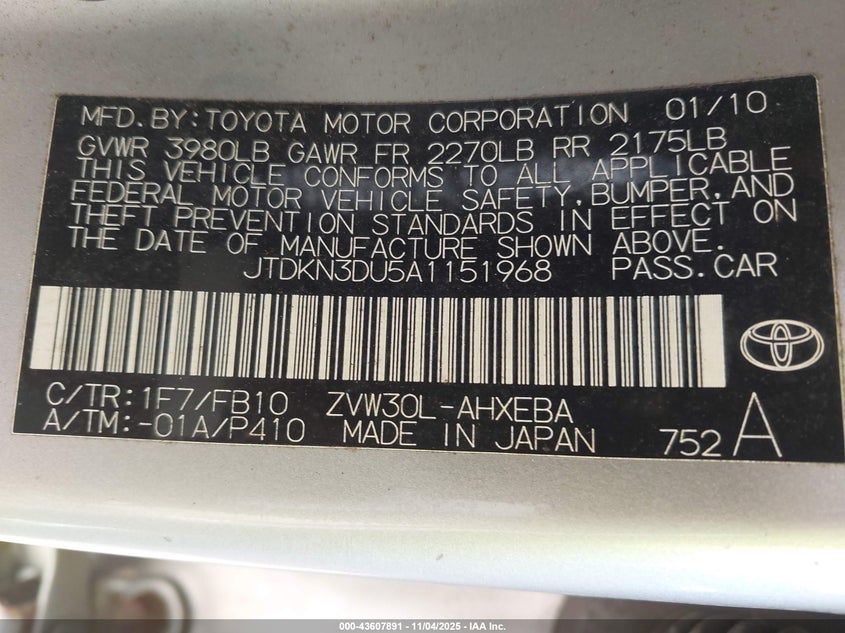 MFD.BY:TOYOTA MOTOR CORPORATION 01/10
GVWR 3980LB GAWR FR 2270LB RR 2175LB
THIS VEHICLE CONFORMS TO ALL APPLICABLE
FEDERAL MOTOR VEHICLE SAFETY,BUMPER,AND
THEFT PREVENTION STANDARDS IN EFFECT ON
THE DATE OF MANUFACTURE SHOWN ABOVE.
JTDKN3DU5A1151968 PASS.CAR
C/TR:1F7/FB10 ZVW30L-AHXEBA
A/TM:-01A/P410 MADE IN JAPAN 752 A
000-43607891 - 11/04/2025 - IAA Inc.